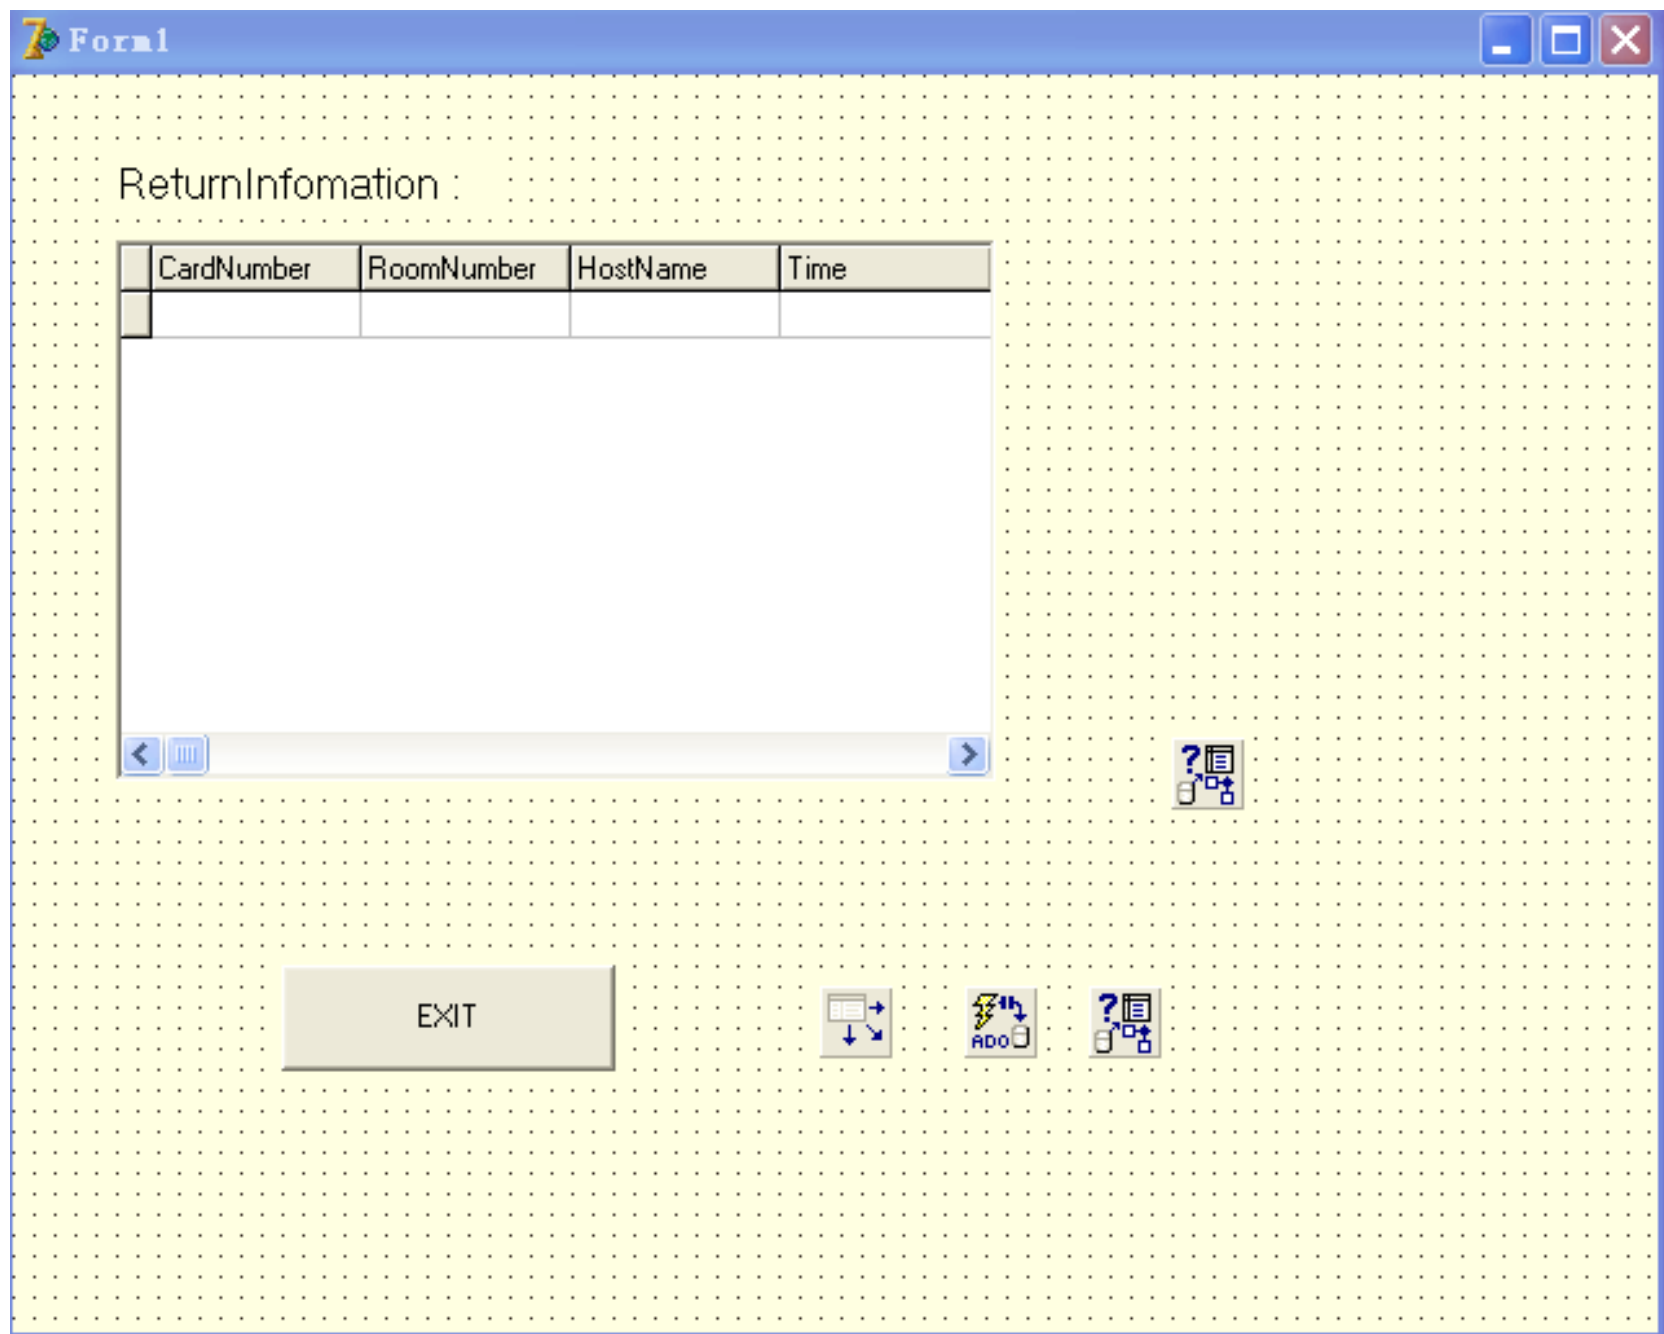 Form1
ReturnInfomation :
CardNumber RoomNumber HostName Time
EXIT
ADO